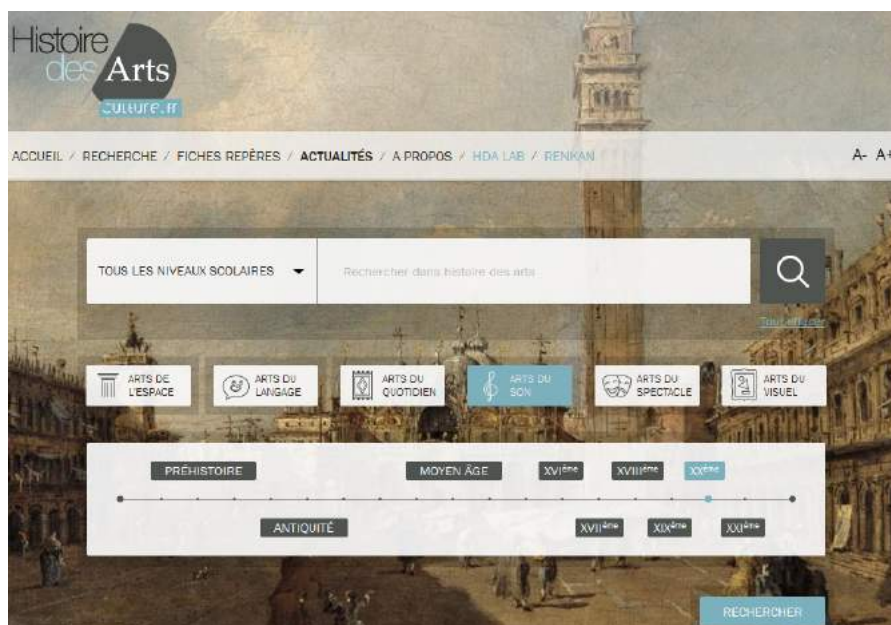 Histoire
des Arts
culture.fr
ACCUEIL / RECHERCHE / FICHES REPÈRES / ACTUALITÉS / A PROPOS / HDA LAB / RENKAN
A- A+
TOUS LES NIVEAUX SCOLAIRES
Rechercher dans histoire des arts
Tout effacer
ARTS DE
L'ESPACE
ARTS DU
LANGAGE
ARTS DU
QUOTIDIEN
ARTS DU
SON
ARTS DU
SPECTACLE
ARTS DU
VISUEL
PRÉHISTOIRE
MOYEN ÂGE
XVIème
XVIIIème
XXème
ANTIQUITÉ
XVIIème
XIXème
XXIème
RECHERCHER